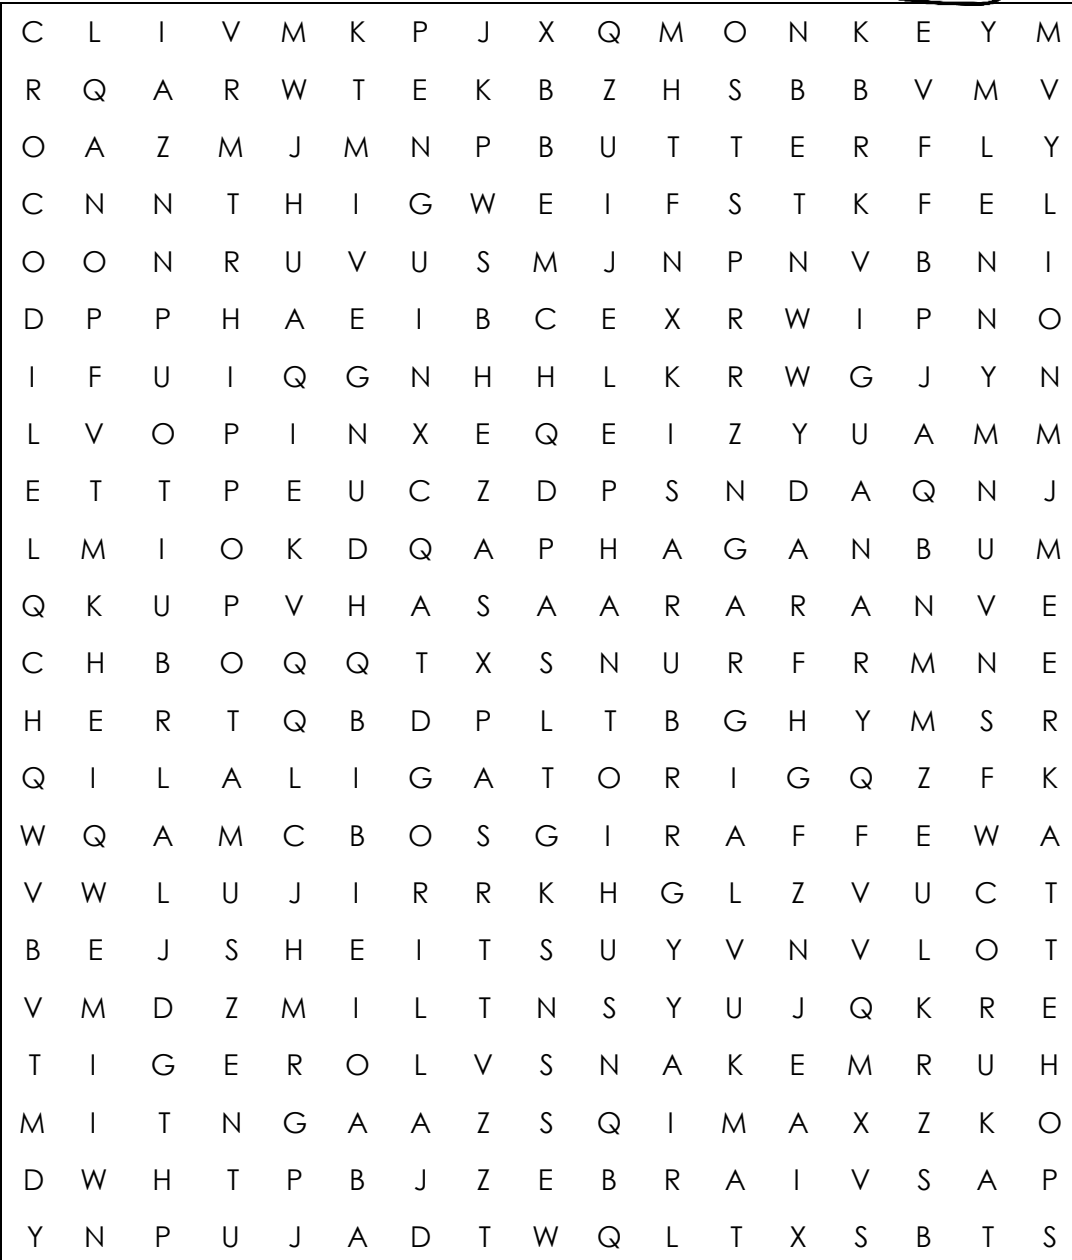 C L I V M K P J X Q M O N K E Y M
R Q A R W T E K B Z H S B B V M V
O A Z M J M N P B U T T E R F L Y
C N N T H I G W E I F S T K F E L
O O N R U V U S M J N P N V B N I
D P P H A E I B C E X R W I P N O
I F U I Q G N H H L K R W G J Y N
L V O P I N X E Q E I Z Y U A M M
E T T P E U C Z D P S N D A Q N J
L M I O K D Q A P H A G A N B U M
Q K U P V H A S A A R A R A N V E
C H B O Q Q T X S N U R F R M N E
H E R T Q B D P L T B G H Y M S R
Q I L A L I G A T O R I G Q Z F K
W Q A M C B O S G I R A F F E W A
V W L U J I R R K H G L Z V U C T
B E J S H E I T S U Y V N V L O T
V M D Z M I L T N S Y U J Q K R E
T I G E R O L V S N A K E M R U H
M I T N G A A Z S Q I M A X Z K O
D W H T P B J Z E B R A I V S A P
Y N P U J A D T W Q L T X S B T S